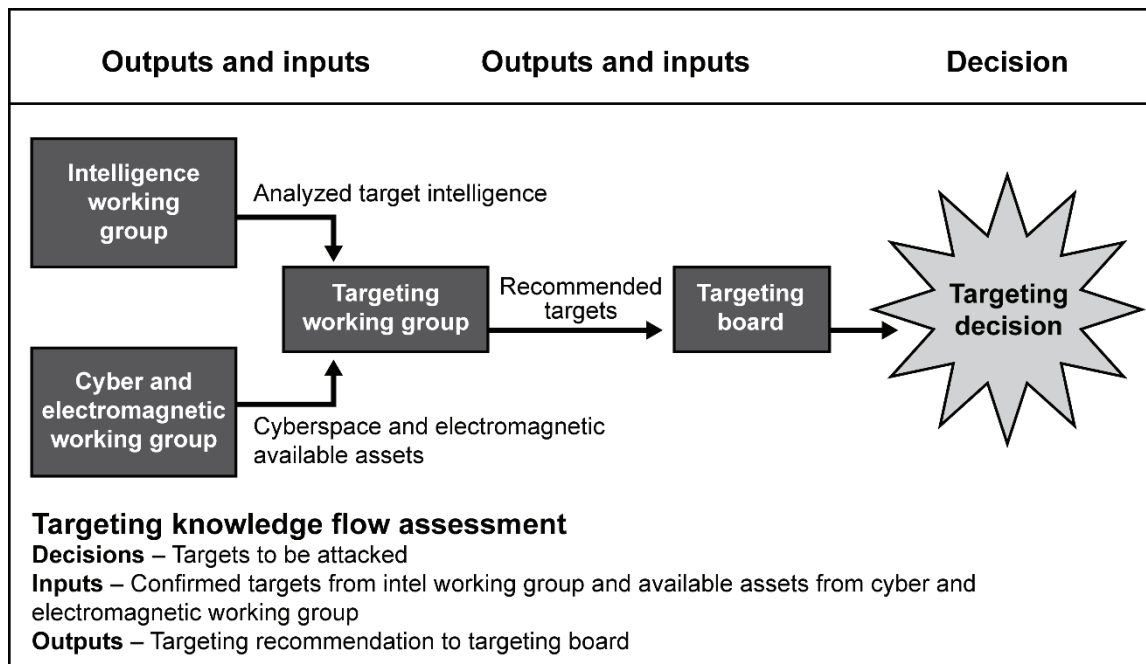 Outputs and inputs
Outputs and inputs
Decision
Intelligence
working
group
Analyzed target intelligence
Targeting
working group
Recommended
targets
Targeting
board
Targeting
decision
Cyber and
electromagnetic
working group
Cyberspace and electromagnetic
available assets
Targeting knowledge flow assessment
Decisions – Targets to be attacked
Inputs – Confirmed targets from intel working group and available assets from cyber and
electromagnetic working group
Outputs – Targeting recommendation to targeting board